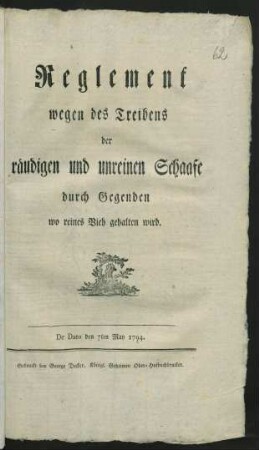 62
Reglement
wegen des Treibens
der
räudigen und unreinen Schaafe
durch Gegenden
wo reines Vieh gehalten wird.
De Dato den 7ten May 1794.
Gedruckt bey George Decker, Königl. Geheimen Ober-Hofbuchdrucker.